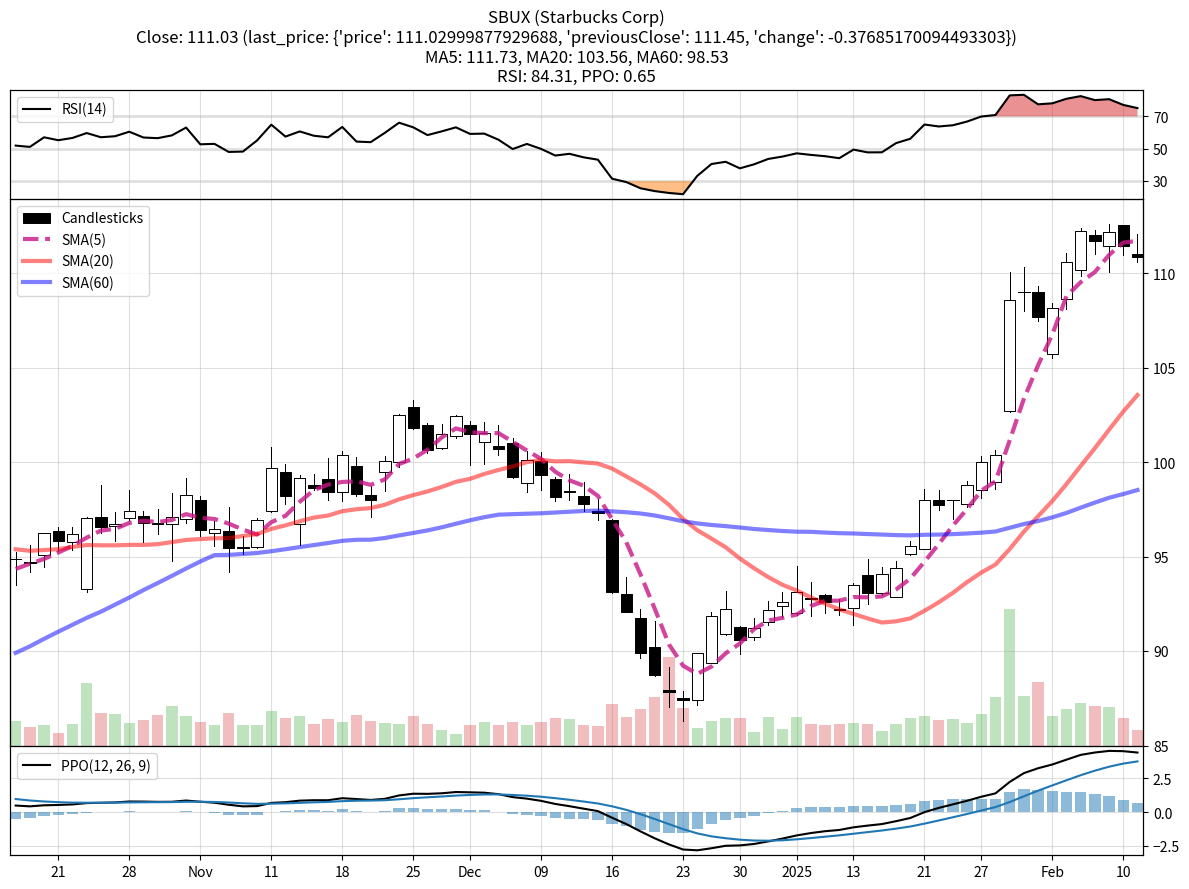 SBUX (Starbucks Corp)
Close: 111.03 (last_price: {'price': 111.02999877929688, 'previousClose': 111.45, 'change': -0.37685170094493303})
MA5: 111.73, MA20: 103.56, MA60: 98.53
RSI: 84.31, PPO: 0.65
RSI(14)
70
50
30
Candlesticks
SMA(5)
SMA(20)
SMA(60)
110
105
100
95
90
85
PPO(12, 26, 9)
2.5
0.0
−2.5
21 28 Nov 11 18 25 Dec 09 16 23 30 2025 13 21 27 Feb 10